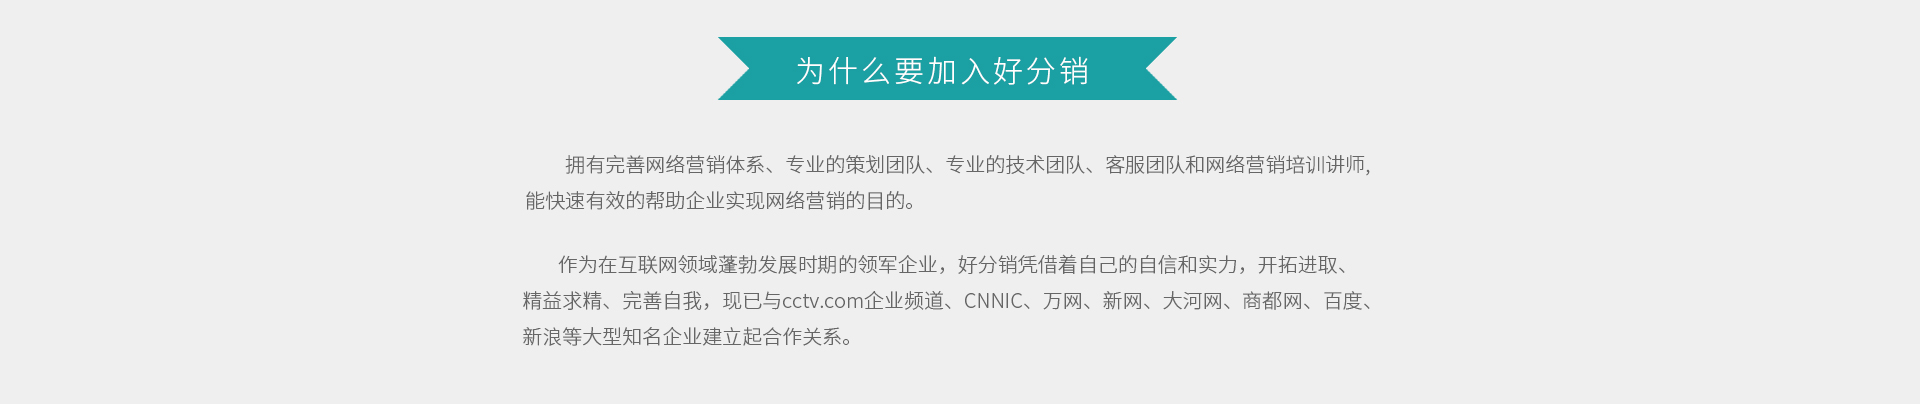 为什么要加入好分销
拥有完善网络营销体系、专业的策划团队、专业的技术团队、客服团队和网络营销培训讲师,
能快速有效的帮助企业实现网络营销的目的。
作为在互联网领域蓬勃发展时期的领军企业，好分销凭借着自己的自信和实力，开拓进取、
精益求精、完善自我，现已与cctv.com企业频道、CNNIC、万网、新网、大河网、商都网、百度、
新浪等大型知名企业建立起合作关系。